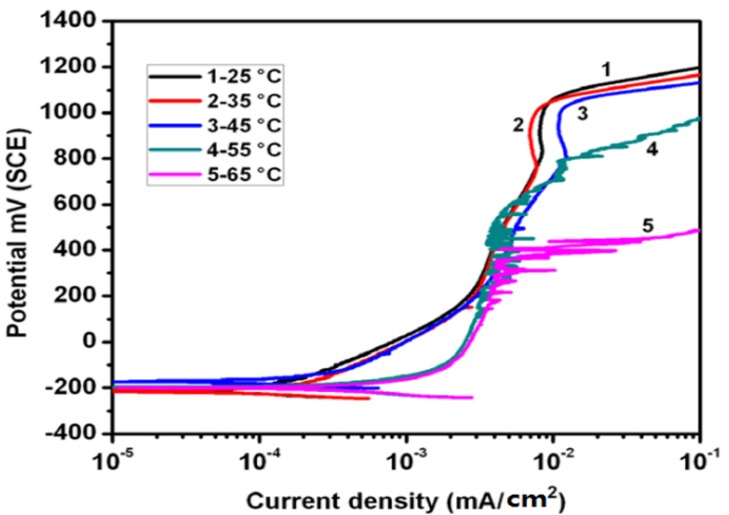 1400
1200
1000
800
600
400
200
0
-200
-400
Potential mV (SCE)
1-25 °C
2-35 °C
3-45 °C
4-55 °C
5-65 °C
1
2
3
4
5
10-5
10-4
10-3
10-2
10-1
Current density (mA/cm2)